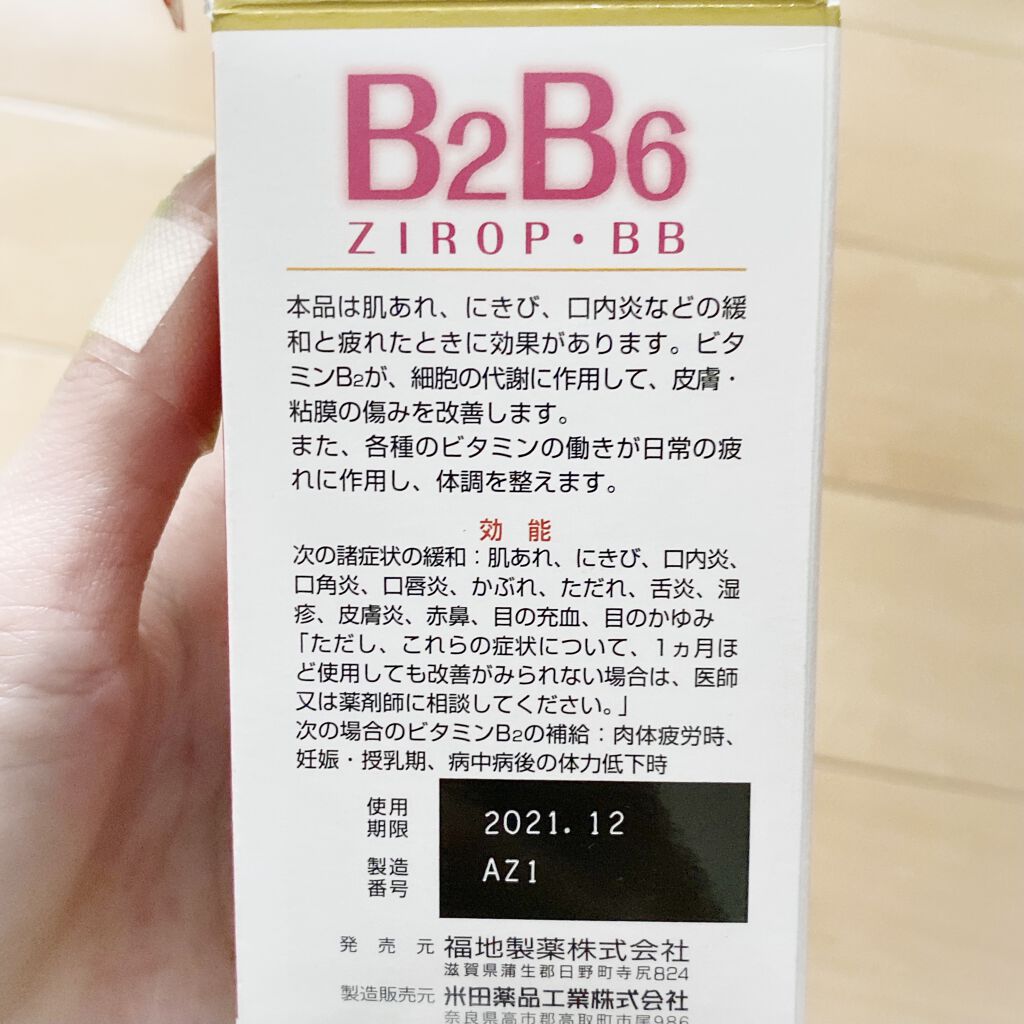 B2B6
ZIROP・BB
本品は肌あれ、にきび、口内炎などの緩
和と疲れたときに効果があります。ビタ
ミンB2が、細胞の代謝に作用して、皮膚・
粘膜の傷みを改善します。
また、各種のビタミンの働きが日常の疲
れに作用し、体調を整えます。
効 能
次の諸症状の緩和：肌あれ、にきび、口内炎、
口角炎、口唇炎、かぶれ、ただれ、舌炎、湿
疹、皮膚炎、赤鼻、目の充血、目のかゆみ
「ただし、これらの症状について、1ヵ月ほ
ど使用しても改善がみられない場合は、医師
又は薬剤師に相談してください。」
次の場合のビタミンB2の補給：肉体疲労時、
妊娠・授乳期、病中病後の体力低下時
使用期限 2021. 12
製造番号 AZ1
発売元 福地製薬株式会社
滋賀県蒲生郡日野町寺尻824
製造販売元 米田薬品工業株式会社
奈良県高市郡高取町市尾986